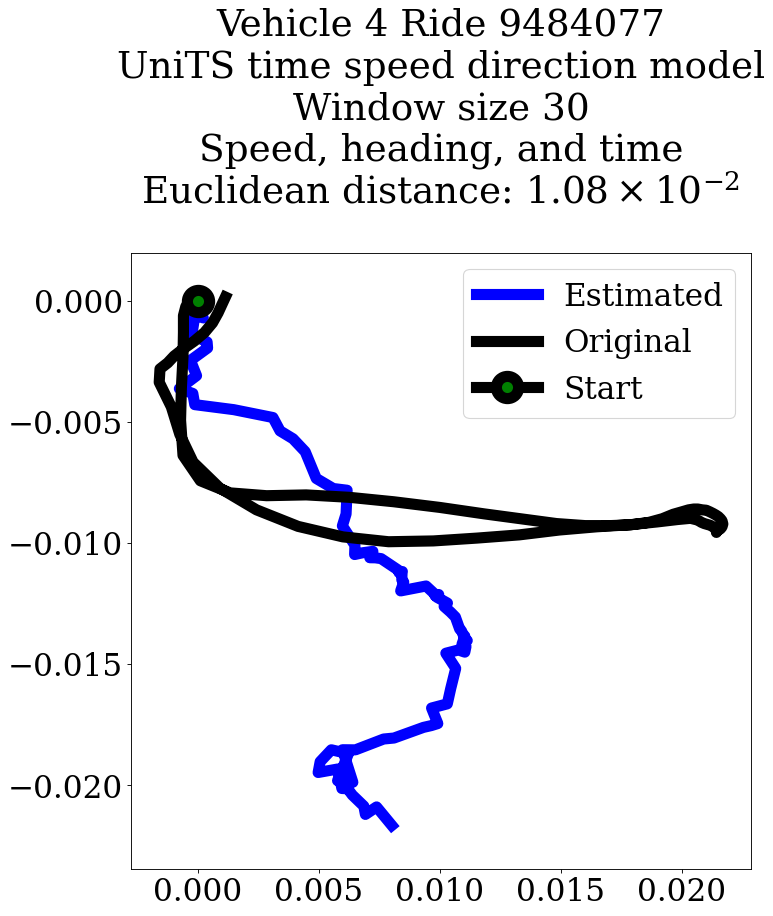 Vehicle 4 Ride 9484077
UniTS time speed direction model
Window size 30
Speed, heading, and time
Euclidean distance: 1.08 × 10⁻²
Estimated
Original
Start
0.000
−0.005
−0.010
−0.015
−0.020
0.000 0.005 0.010 0.015 0.020